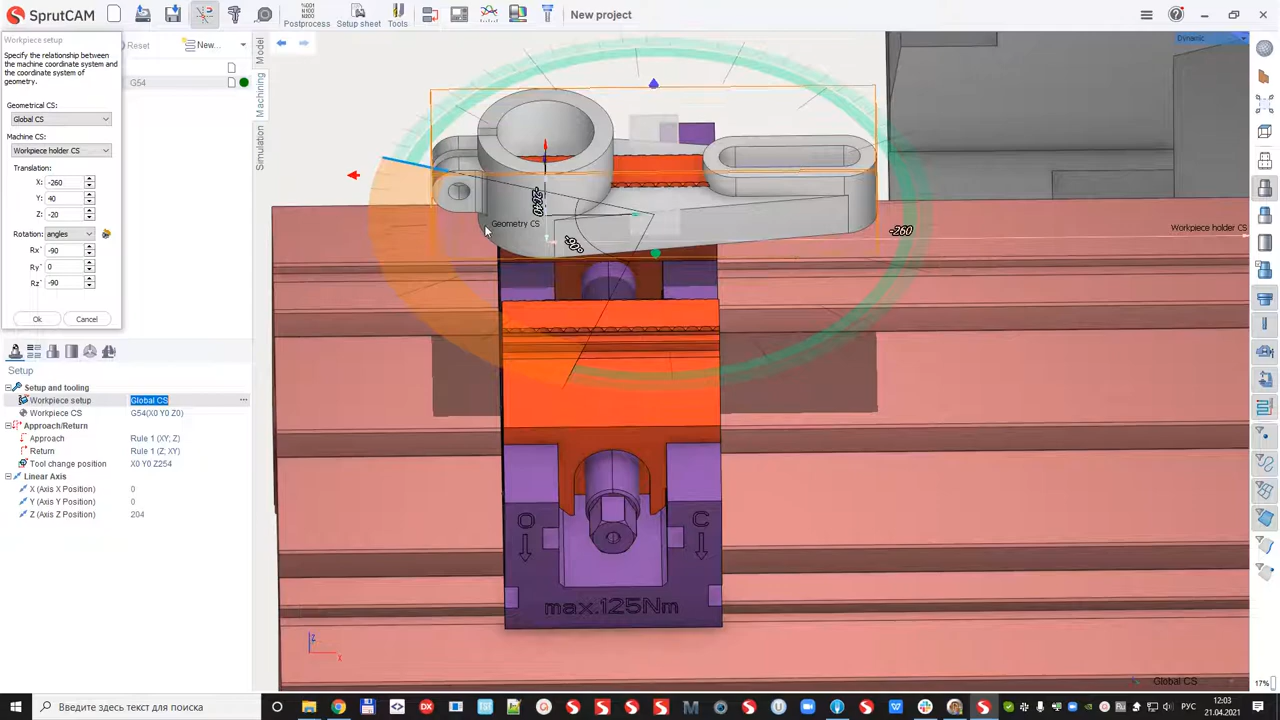 SprutCAM
Postprocess
Setup sheet
Tools
New project
Workpiece setup
Reset
New...
Specify the relationship between
the machine coordinate system and
the coordinate system of
geometry.
G54
Geometrical CS:
Global CS
Machine CS:
Workpiece holder CS
Translation:
X: -260
Y: 40
Z: -20
Rotation: angles
Rx° -90
Ry° 0
Rz° -90
Ok
Cancel
Model
Machining
Simulation
Dynamic
Geometry CS
-90°
-260
Workpiece holder CS
O
C
max.125Nm
Z
X
Global CS
17%
Setup
Setup and tooling
Workpiece setup Global CS ...
Workpiece CS G54(X0 Y0 Z0)
Approach/Return
Approach Rule 1 (XY; Z)
Return Rule 1 (Z; XY)
Tool change position X0 Y0 Z254
Linear Axis
X (Axis X Position) 0
Y (Axis Y Position) 0
Z (Axis Z Position) 204
Введите здесь текст для поиска
РУС
12:03
21.04.2021